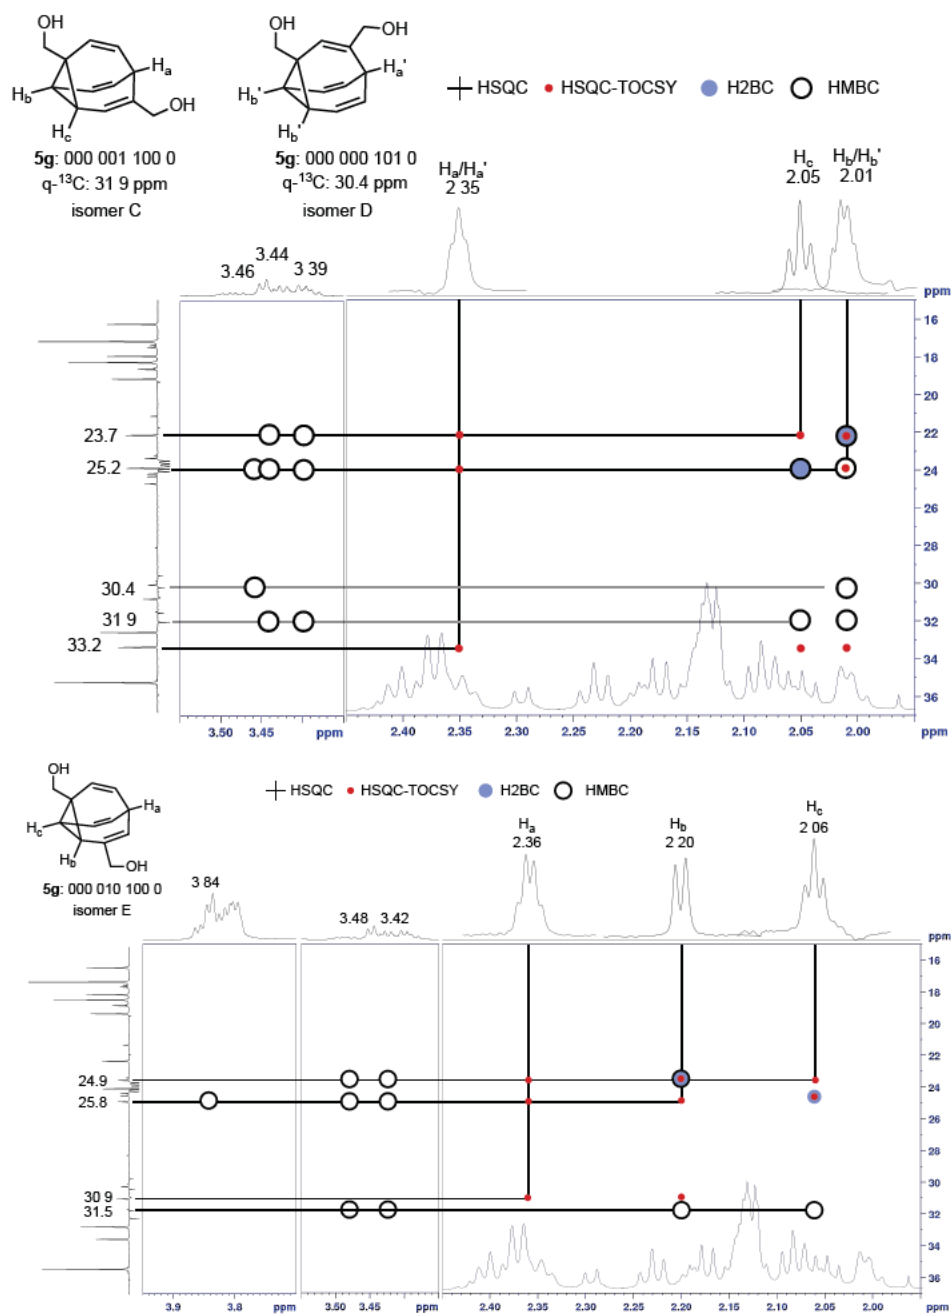 OH
OH
Ha
Hb
OH
Hc
5g: 000 001 100 0
q-13C: 31 9 ppm
isomer C
OH
Ha'
Hb'
Hb'
5g: 000 000 101 0
q-13C: 30.4 ppm
isomer D
HSQC HSQC-TOCSY H2BC HMBC
Ha/Ha'
2 35
Hc
2.05
Hb/Hb'
2.01
3.46
3.44
3 39
ppm
16
18
20
22
24
26
28
30
32
34
36
23.7
25.2
30.4
31 9
33.2
3.50 3.45 ppm 2.40 2.35 2.30 2.25 2.20 2.15 2.10 2.05 2.00 ppm
OH
Ha
Hc
Hb
OH
5g: 000 010 100 0
isomer E
HSQC HSQC-TOCSY H2BC HMBC
3 84
3.48
3.42
Ha
2.36
Hb
2 20
Hc
2 06
ppm
16
18
20
22
24
26
28
30
32
34
36
24.9
25.8
30 9
31.5
3.9 3.8 ppm 3.50 3.45 ppm 2.40 2.35 2.30 2.25 2.20 2.15 2.10 2.05 2.00 ppm